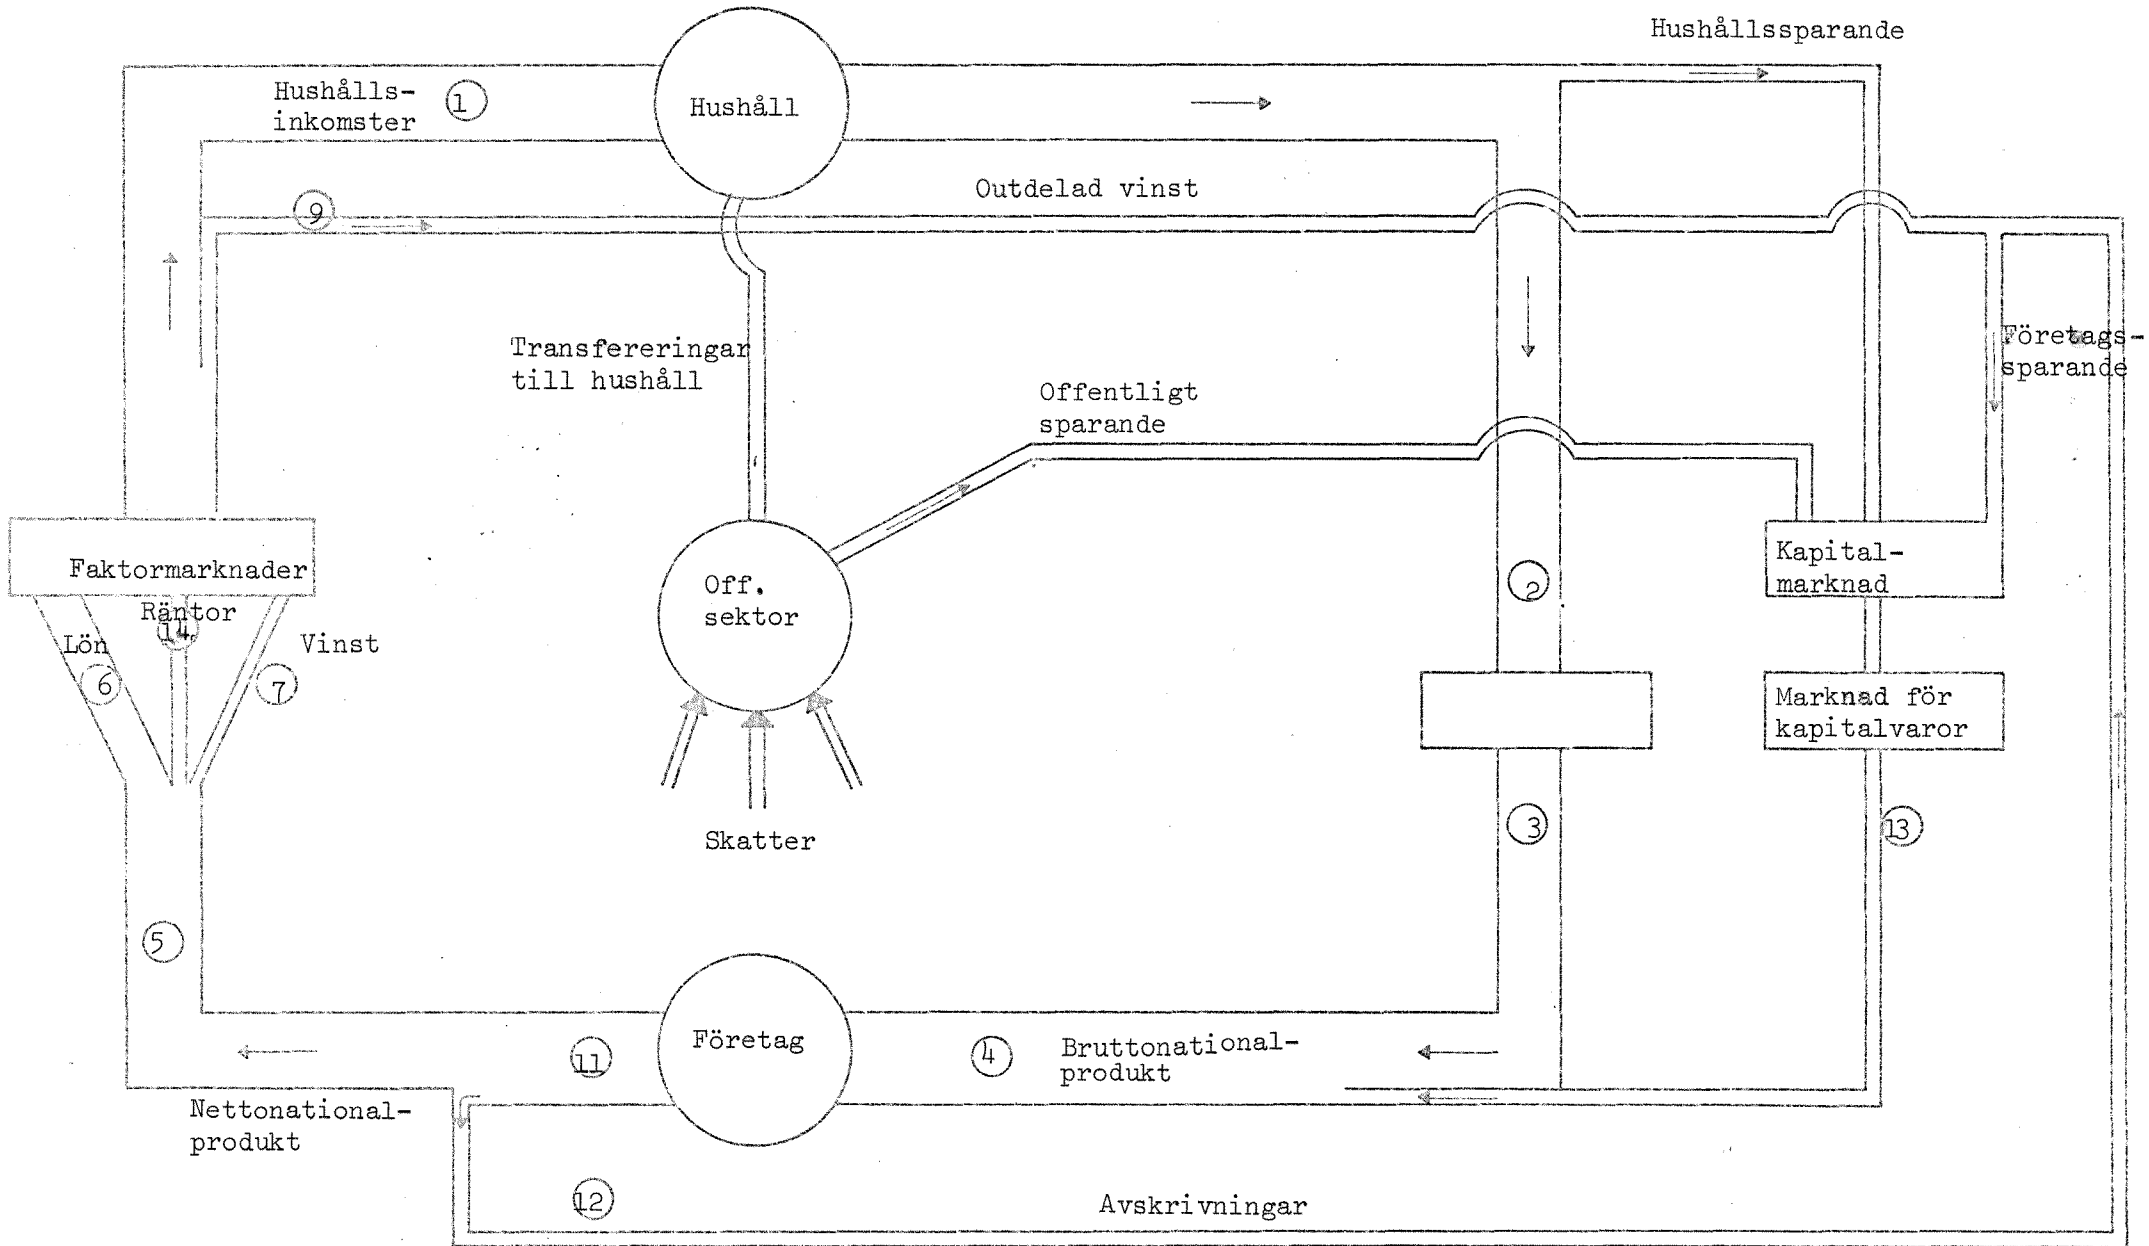 Hushållssparande
Hushålls-
inkomster
1
Hushåll
9
Outdelad vinst
Transfereringar
till hushåll
Offentligt
sparande
Företags-
sparande
Faktormarknader
Räntor
14
Lön
6
Vinst
7
Off.
sektor
Skatter
2
Kapital-
marknad
Marknad för
kapitalvaror
3
13
5
11
Företag
4
Bruttonational-
produkt
Nettonational-
produkt
12
Avskrivningar